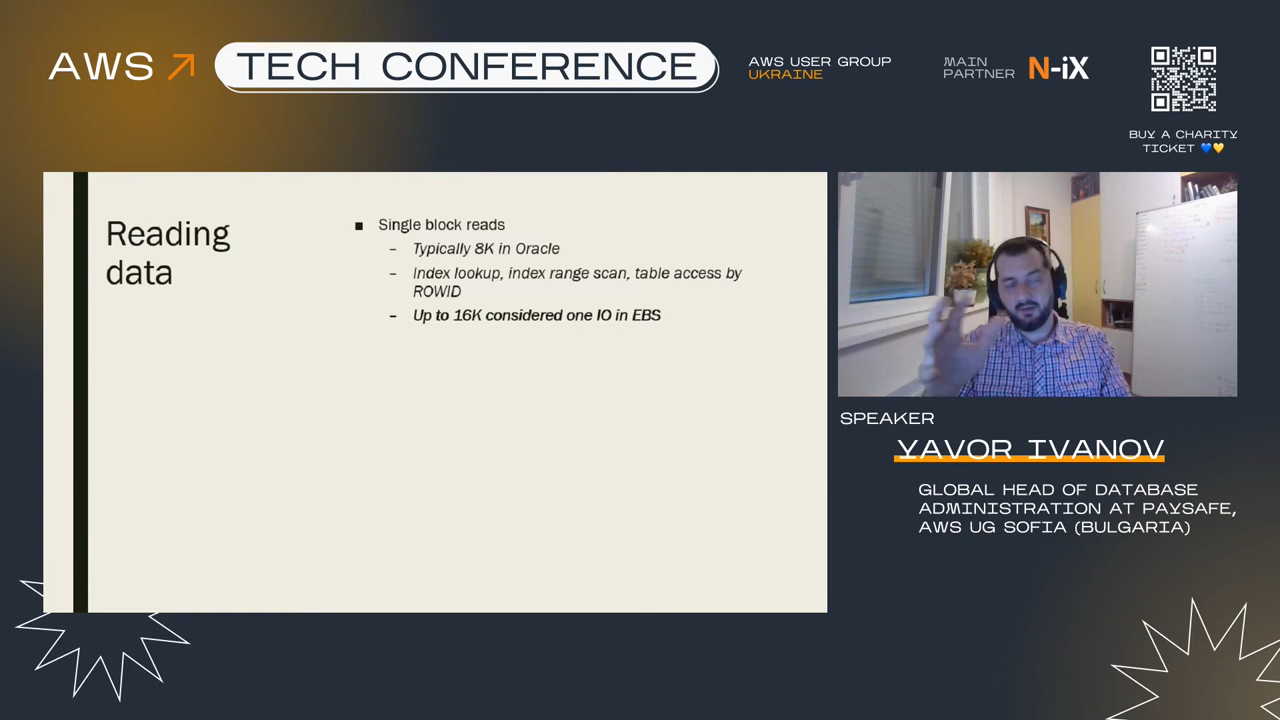 AWS TECH CONFERENCE
AWS USER GROUP
UKRAINE
MAIN
PARTNER
N-iX
BUY A CHARITY
TICKET 💙💛
Reading
data
■ Single block reads
– Typically 8K in Oracle
– Index lookup, index range scan, table access by
ROWID
– Up to 16K considered one IO in EBS
SPEAKER
YAVOR IVANOV
GLOBAL HEAD OF DATABASE
ADMINISTRATION AT PAYSAFE,
AWS UG SOFIA (BULGARIA)